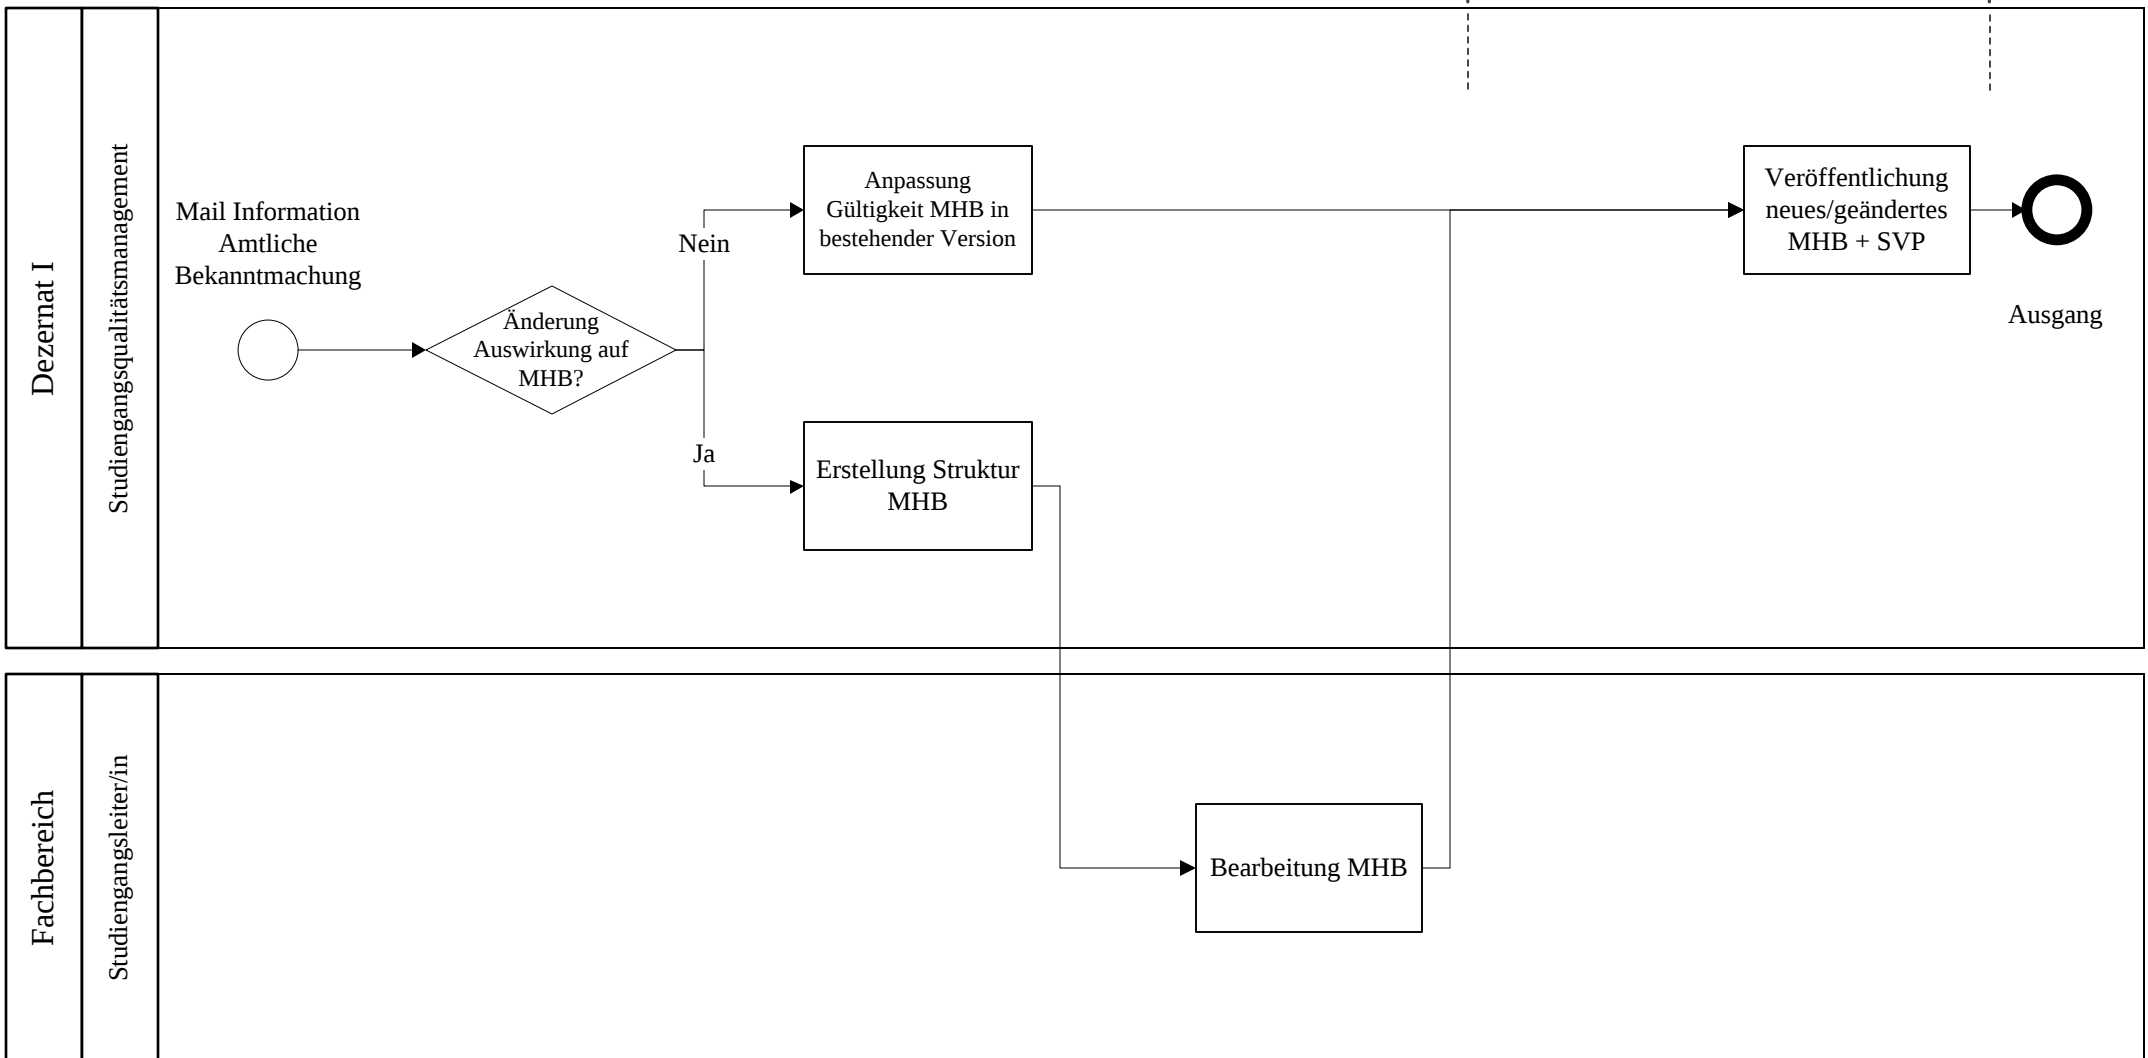 Dezernat I
Studiengangsqualitätsmanagement
Mail Information
Amtliche
Bekanntmachung
Änderung
Auswirkung auf
MHB?
Nein
Ja
Anpassung
Gültigkeit MHB in
bestehender Version
Erstellung Struktur
MHB
Veröffentlichung
neues/geändertes
MHB + SVP
Ausgang
Fachbereich
Studiengangsleiter/in
Bearbeitung MHB